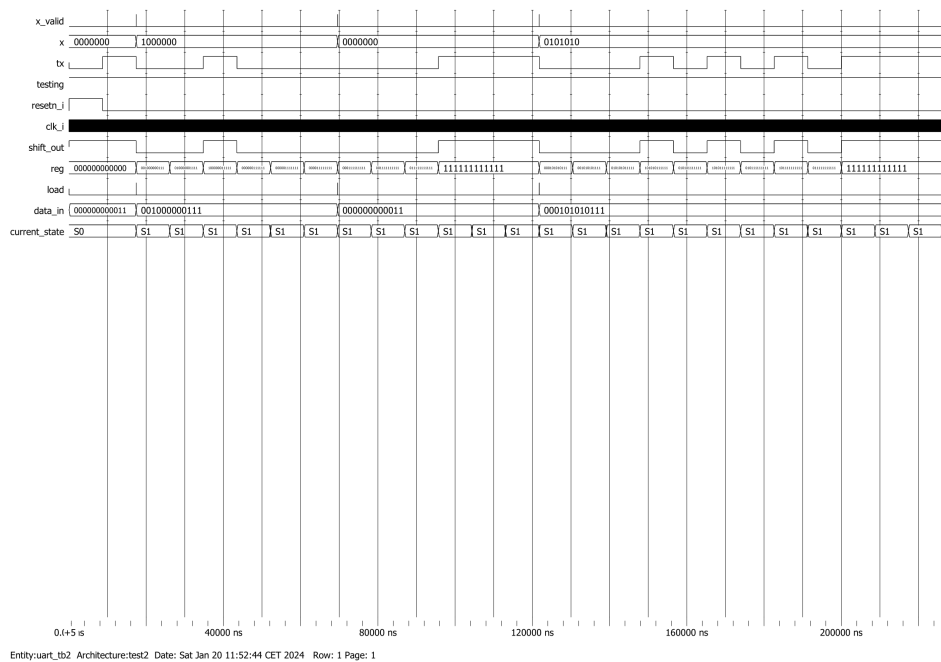 x_valid
x 0000000 1000000 0000000 0101010
tx
testing
resetn_i
clk_i
shift_out
reg 000000000000 111111111111 111111111111
load
data_in 000000000011 001000000111 000000000011 000101010111
current_state S0 S1 S1 S1 S1 S1 S1 S1 S1 S1 S1 S1 S1 S1 S1 S1 S1 S1 S1 S1 S1 S1 S1 S1 S1
40000 ns 80000 ns 120000 ns 160000 ns 200000 ns
Entity:uart_tb2 Architecture:test2 Date: Sat Jan 20 11:52:44 CET 2024 Row: 1 Page: 1